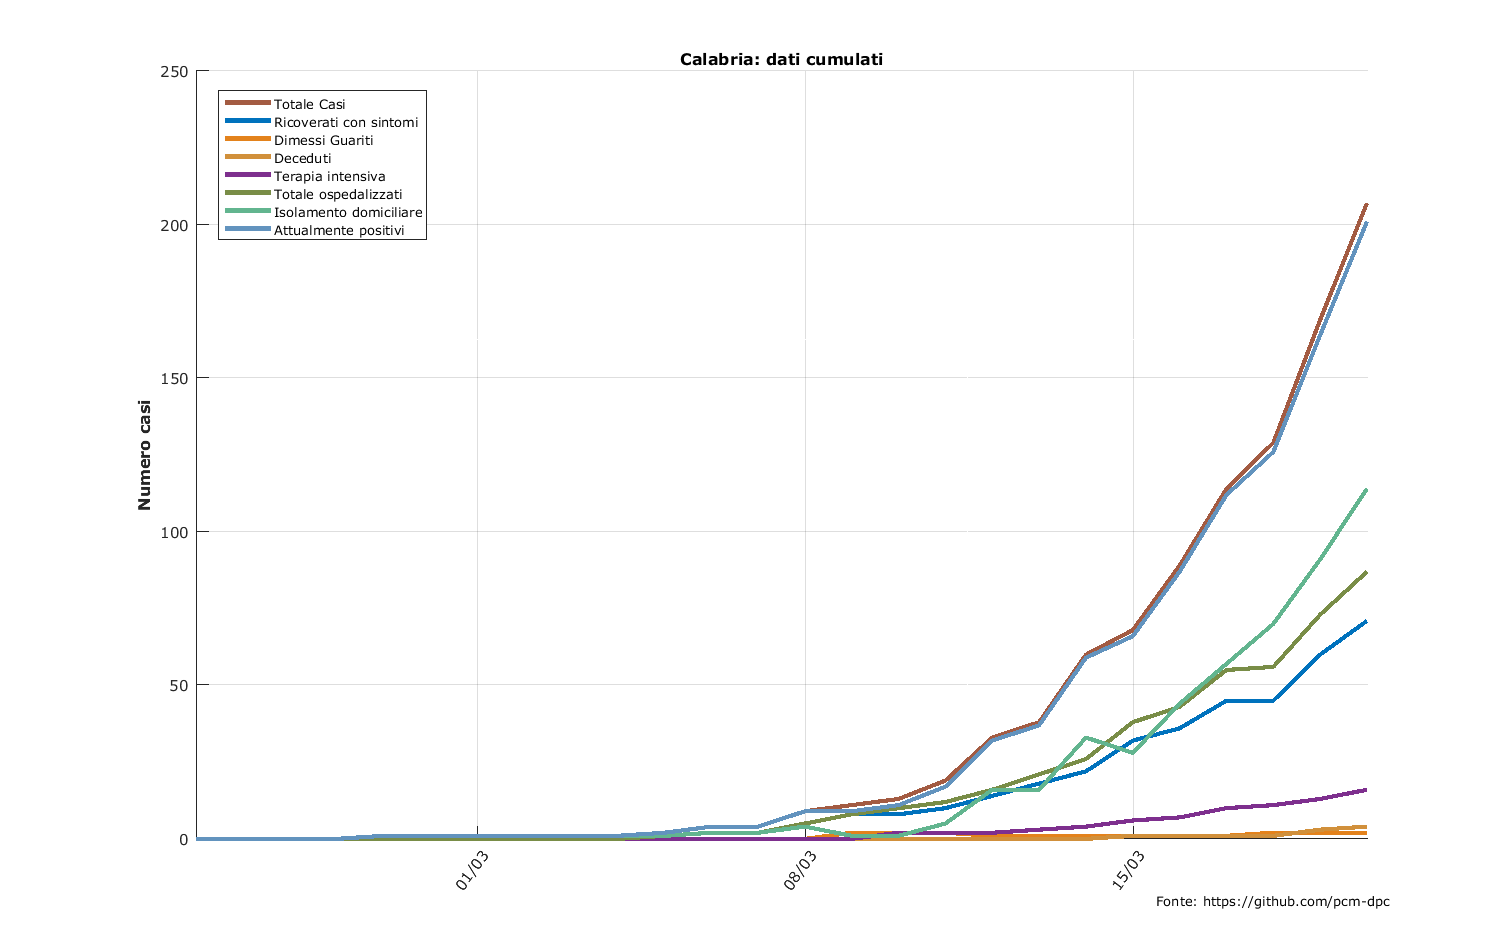 Calabria: dati cumulati
250
200
150
100
50
0
Numero casi
Totale Casi
Ricoverati con sintomi
Dimessi Guariti
Deceduti
Terapia intensiva
Totale ospedalizzati
Isolamento domiciliare
Attualmente positivi
01/03
08/03
15/03
Fonte: https://github.com/pcm-dpc